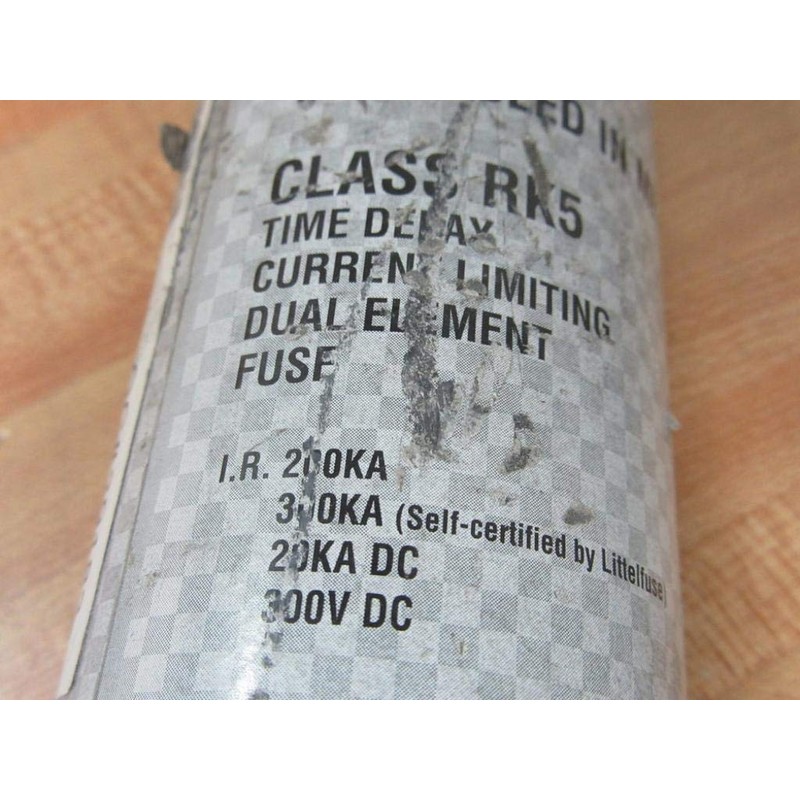 IN
CLASS RK5
TIME DELAY
CURRENT LIMITING
DUAL ELEMENT
FUSE
I.R. 200KA
300KA (Self-certified by Littelfuse)
20KA DC
300V DC